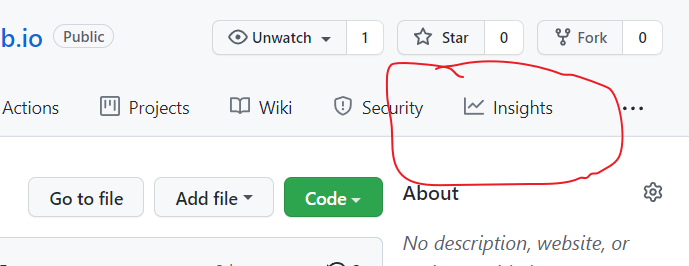 b.io Public Unwatch 1 Star 0 Fork 0
Actions Projects Wiki Security Insights ...
Go to file Add file Code About
No description, website, or